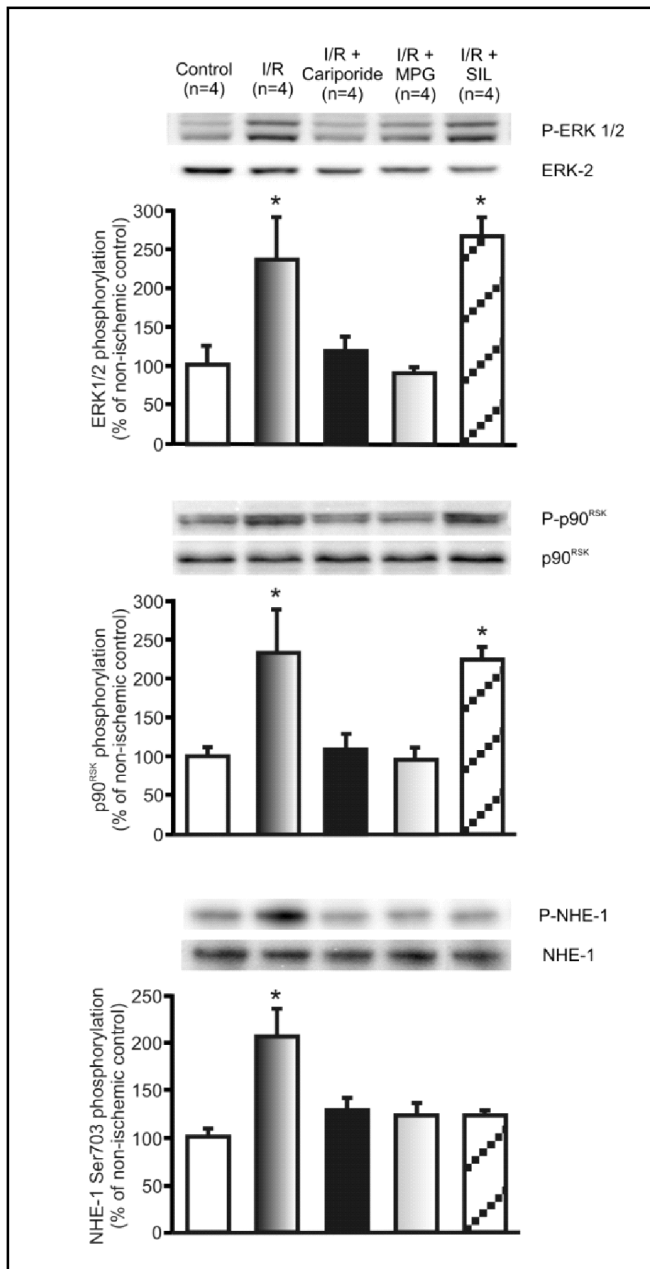 Control
(n=4)
I/R
(n=4)
I/R +
Cariporide
(n=4)
I/R +
MPG
(n=4)
I/R +
SIL
(n=4)
P-ERK 1/2
ERK-2
ERK1/2 phosphorylation
(% of non-ischemic control)
300
250
200
150
100
50
0
*
*
P-p90RSK
p90RSK
p90RSK phosphorylation
(% of non-ischemic control)
300
250
200
150
100
50
0
*
*
P-NHE-1
NHE-1
NHE-1 Ser703 phosphorylation
(% of non-ischemic control)
250
200
150
100
50
0
*